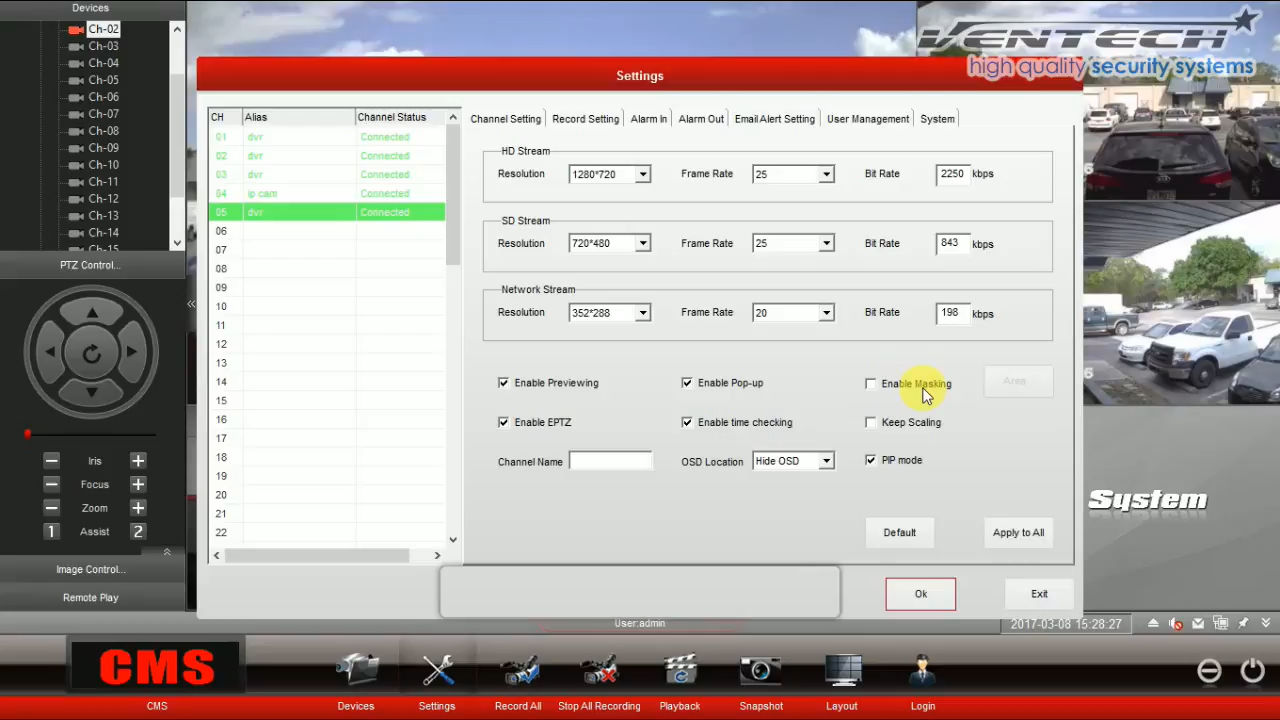 Devices
Ch-02
Ch-03
Ch-04
Ch-05
Ch-06
Ch-07
Ch-08
Ch-09
Ch-10
Ch-11
Ch-12
Ch-13
Ch-14
Ch-15
PTZ Control...
Iris
Focus
Zoom
1 Assist 2
Image Control...
Remote Play
VENTECH
high quality security systems
Settings
CH Alias Channel Status
01 dvr Connected
02 dvr Connected
03 dvr Connected
04 ip cam Connected
05 dvr Connected
06
07
08
09
10
11
12
13
14
15
16
17
18
19
20
21
22
Channel Setting Record Setting Alarm In Alarm Out Email Alert Setting User Management System
HD Stream
Resolution 1280*720 Frame Rate 25 Bit Rate 2250 kbps
SD Stream
Resolution 720*480 Frame Rate 25 Bit Rate 843 kbps
Network Stream
Resolution 352*288 Frame Rate 20 Bit Rate 198 kbps
Enable Previewing Enable Pop-up Enable Masking Area
Enable EPTZ Enable time checking Keep Scaling
Channel Name OSD Location Hide OSD PIP mode
Default Apply to All
Ok Exit
System
User:admin
2017-03-08 15:28:27
CMS
CMS Devices Settings Record All Stop All Recording Playback Snapshot Layout Login